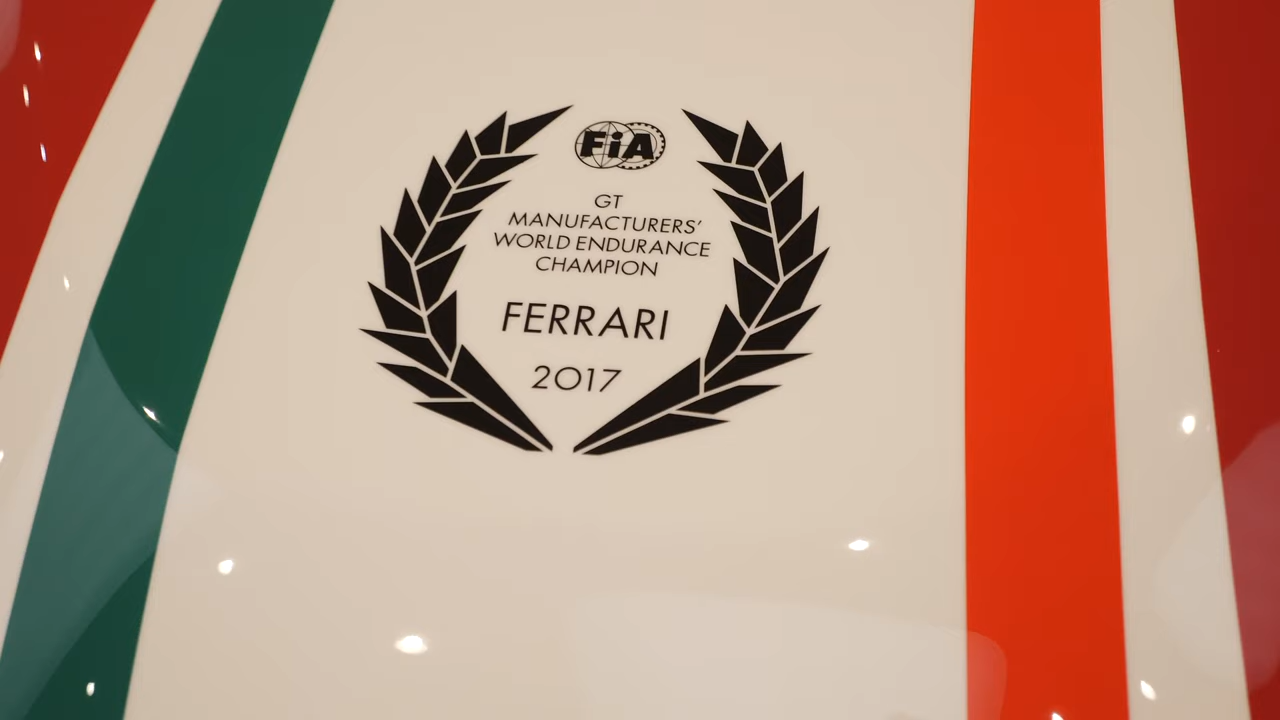 FIA
GT
MANUFACTURERS'
WORLD ENDURANCE
CHAMPION
FERRARI
2017